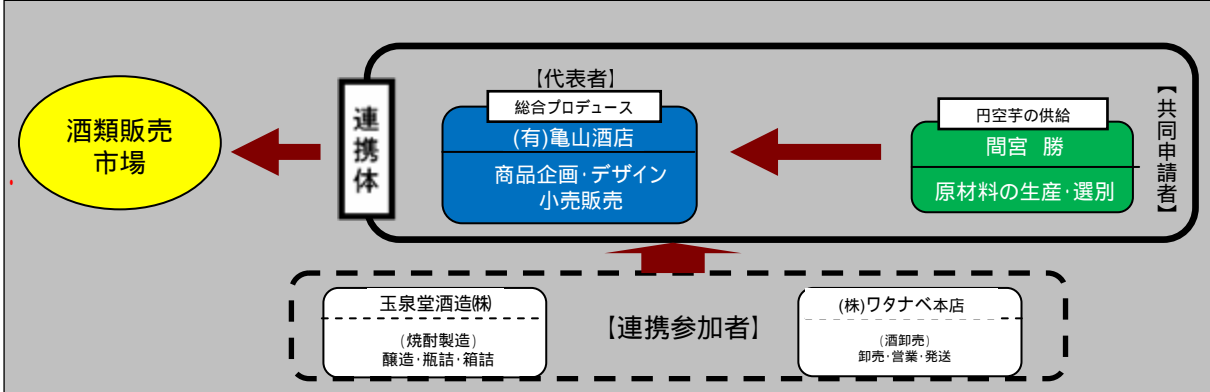 酒類販売
市場
連携体
【代表者】
総合プロデュース
(有)亀山酒店
商品企画・デザイン
小売販売
円空芋の供給
間宮 勝
原材料の生産・選別
【共同申請者】
玉泉堂酒造㈱
(焼酎製造)
醸造・瓶詰・箱詰
【連携参加者】
(株)ワタナベ本店
(酒卸売)
卸売・営業・発送